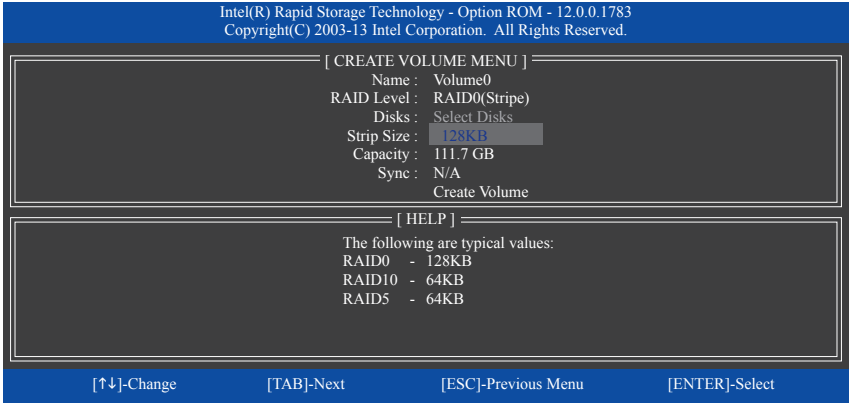 Intel(R) Rapid Storage Technology - Option ROM - 12.0.0.1783
Copyright(C) 2003-13 Intel Corporation. All Rights Reserved.
[ CREATE VOLUME MENU ]
Name : Volume0
RAID Level : RAID0(Stripe)
Disks : Select Disks
Strip Size : 128KB
Capacity : 111.7 GB
Sync : N/A
Create Volume
[ HELP ]
The following are typical values:
RAID0 - 128KB
RAID10 - 64KB
RAID5 - 64KB
[↑↓]-Change [TAB]-Next [ESC]-Previous Menu [ENTER]-Select